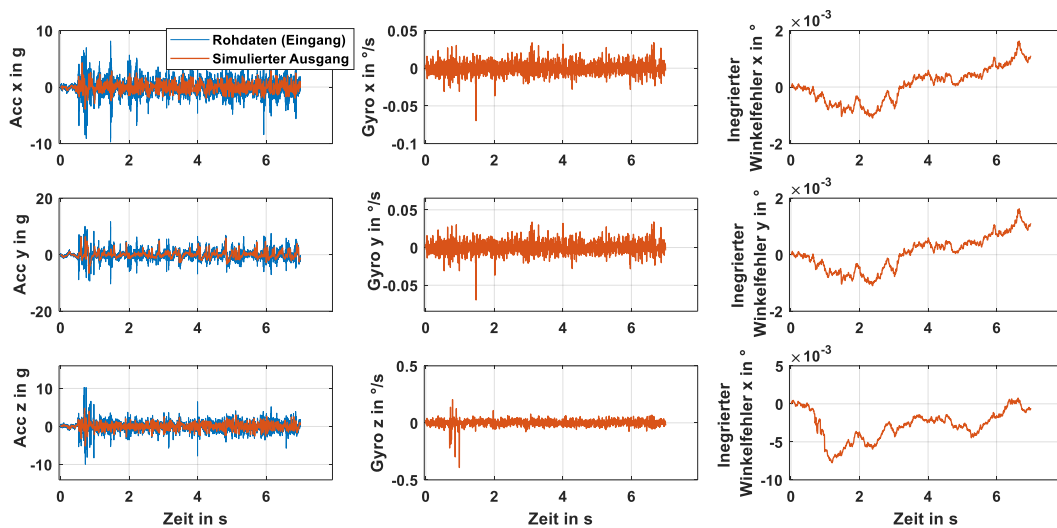 Acc x in g
10
0
-10
0 2 4 6
Rohdaten (Eingang)
Simulierter Ausgang
Gyro x in °/s
0.05
0
-0.05
-0.1
0 2 4 6
Inegrierter
Winkelfehler x in °
×10-3
2
0
-2
0 2 4 6
Acc y in g
20
0
-20
0 2 4 6
Gyro y in °/s
0.05
0
-0.05
0 2 4 6
Inegrierter
Winkelfehler y in °
×10-3
2
0
-2
0 2 4 6
Acc z in g
10
0
-10
0 2 4 6
Zeit in s
Gyro z in °/s
0.5
0
-0.5
0 2 4 6
Zeit in s
Inegrierter
Winkelfehler x in °
×10-3
5
0
-5
-10
0 2 4 6
Zeit in s